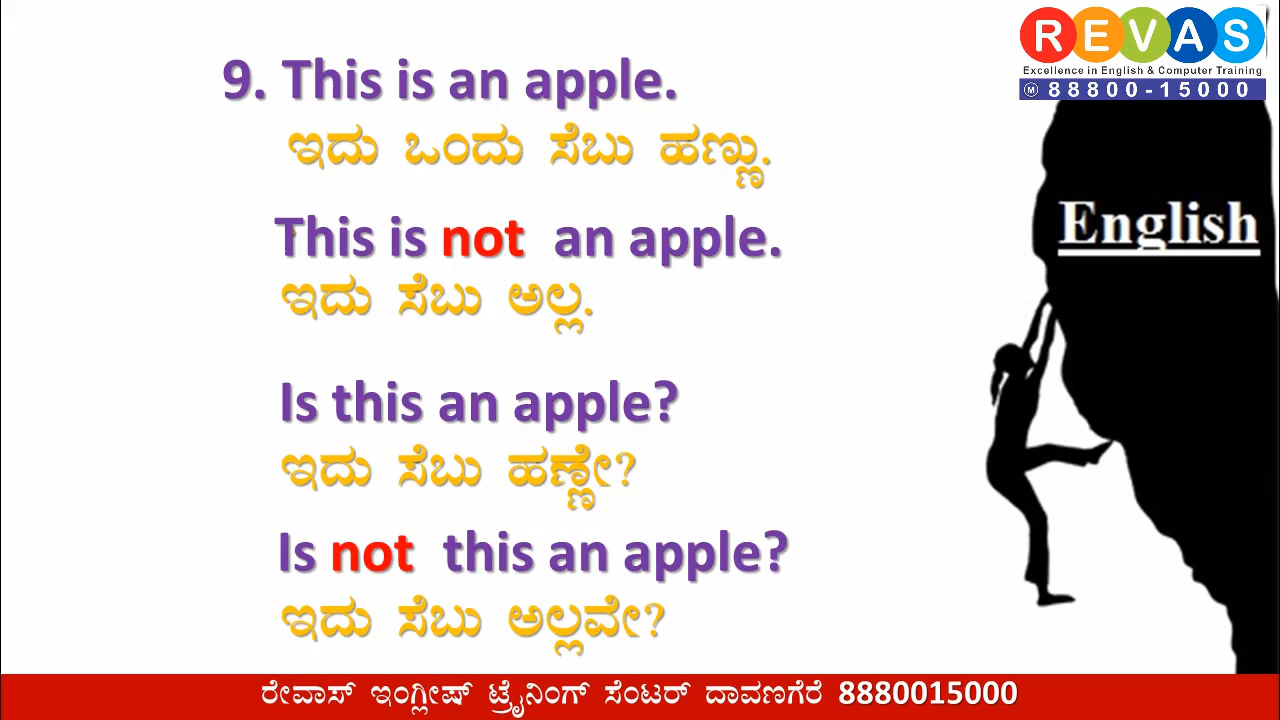 REVAS
Excellence in English & Computer Training
Ⓜ 88800-15000
9. This is an apple.
ಇದು ಒಂದು ಸೆಬು ಹಣ್ಣು.
This is not an apple.
ಇದು ಸೆಬು ಅಲ್ಲ.
English
Is this an apple?
ಇದು ಸೆಬು ಹಣ್ಣೇ?
Is not this an apple?
ಇದು ಸೆಬು ಅಲ್ಲವೇ?
ರೇವಾಸ್ ಇಂಗ್ಲೀಷ್ ಟ್ರೈನಿಂಗ್ ಸೆಂಟರ್ ದಾವಣಗೆರೆ 8880015000